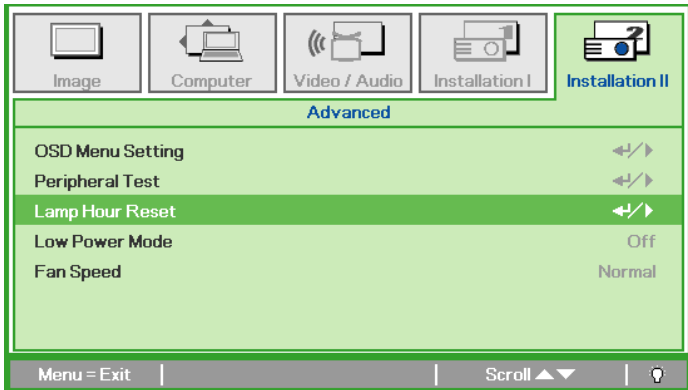 Image Computer Video / Audio Installation I Installation II
Advanced
OSD Menu Setting
Peripheral Test
Lamp Hour Reset
Low Power Mode Off
Fan Speed Normal
Menu = Exit Scroll ▲▼